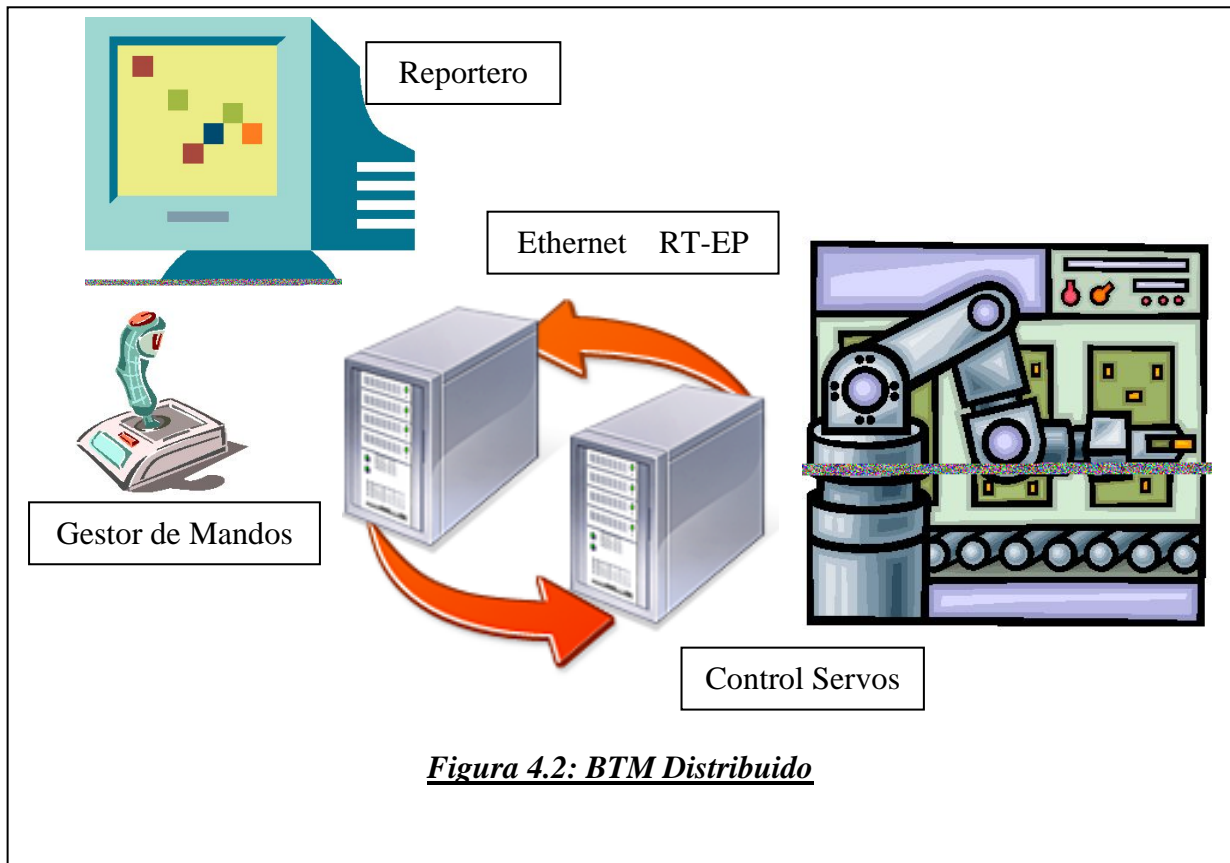 Reportero
Ethernet RT-EP
Gestor de Mandos
Control Servos
Figura 4.2: BTM Distribuido